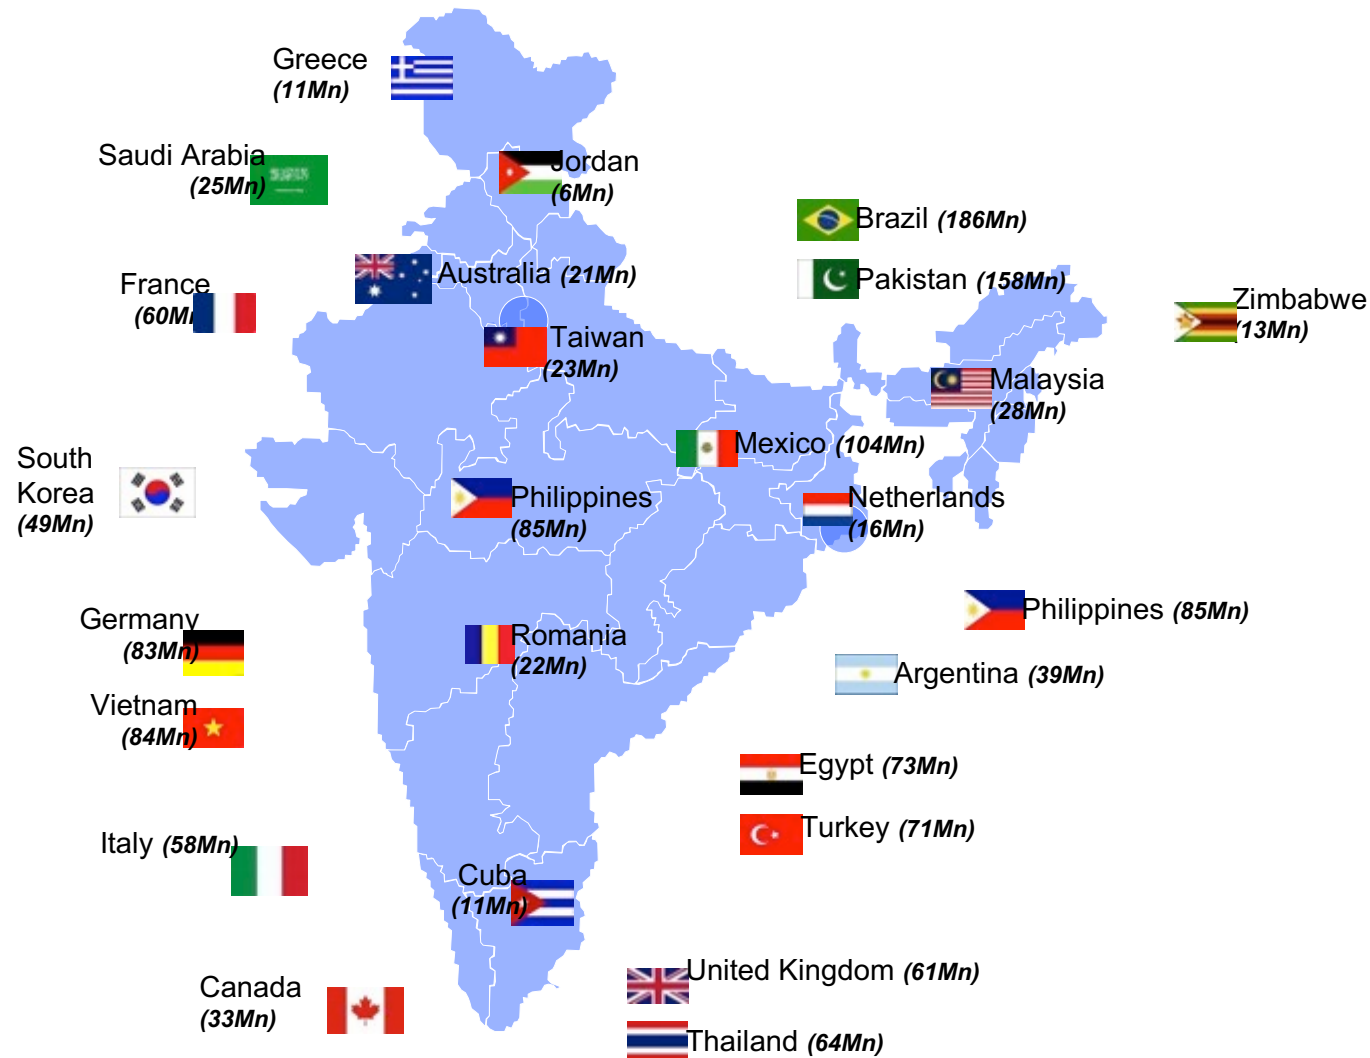 Greece
(11Mn)
Saudi Arabia
(25Mn)
Jordan
(6Mn)
Brazil (186Mn)
Australia (21Mn)
Pakistan (158Mn)
France
(60Mn)
Zimbabwe
(13Mn)
Taiwan
(23Mn)
Malaysia
(28Mn)
Mexico (104Mn)
South
Korea
(49Mn)
Philippines
(85Mn)
Netherlands
(16Mn)
Philippines (85Mn)
Germany
(83Mn)
Romania
(22Mn)
Argentina (39Mn)
Vietnam
(84Mn)
Egypt (73Mn)
Turkey (71Mn)
Italy (58Mn)
Cuba
(11Mn)
United Kingdom (61Mn)
Canada
(33Mn)
Thailand (64Mn)